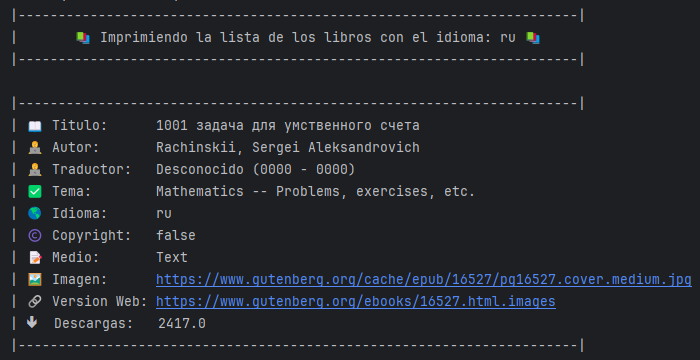 |----------------------------------------------------------------------|
| 📚 Imprimiendo la lista de los libros con el idioma: ru 📚
|----------------------------------------------------------------------|
|----------------------------------------------------------------------|
| 📖 Titulo: 1001 задача для умственного счета
| 👨‍💼 Autor: Rachinskii, Sergei Aleksandrovich
| 👨‍💼 Traductor: Desconocido (0000 - 0000)
| ✅ Tema: Mathematics -- Problems, exercises, etc.
| 🌎 Idioma: ru
| ©️ Copyright: false
| 📝 Medio: Text
| 🖼️ Imagen: https://www.gutenberg.org/cache/epub/16527/pg16527.cover.medium.jpg
| 🔗 Version Web: https://www.gutenberg.org/ebooks/16527.html.images
| 🡇 Descargas: 2417.0
|----------------------------------------------------------------------|